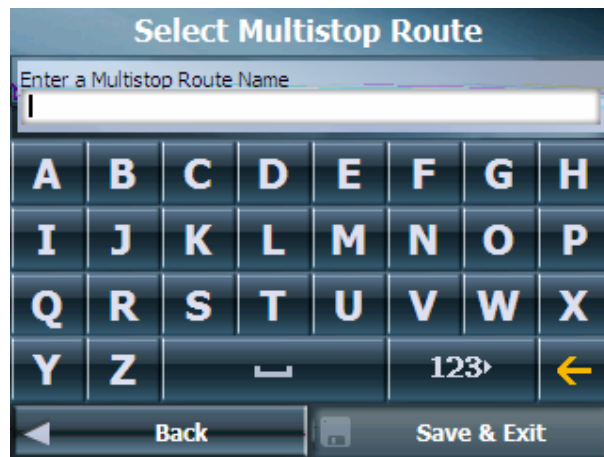 Select Multistop Route
Enter a Multistop Route Name
A B C D E F G H
I J K L M N O P
Q R S T U V W X
Y Z 123
Back Save & Exit